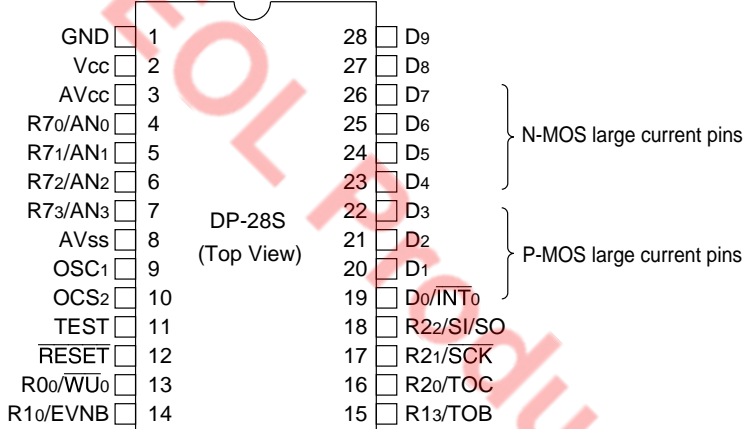 GND 1 28 D9
Vcc 2 27 D8
AVcc 3 26 D7
R70/AN0 4 25 D6
R71/AN1 5 24 D5
N-MOS large current pins
R72/AN2 6 23 D4
R73/AN3 7 22 D3
DP-28S
AVss 8 21 D2
(Top View)
P-MOS large current pins
OSC1 9 20 D1
OCS2 10 19 D0/INT0
TEST 11 18 R22/SI/SO
RESET 12 17 R21/SCK
R00/WU0 13 16 R20/TOC
R10/EVNB 14 15 R13/TOB
EOL Produ